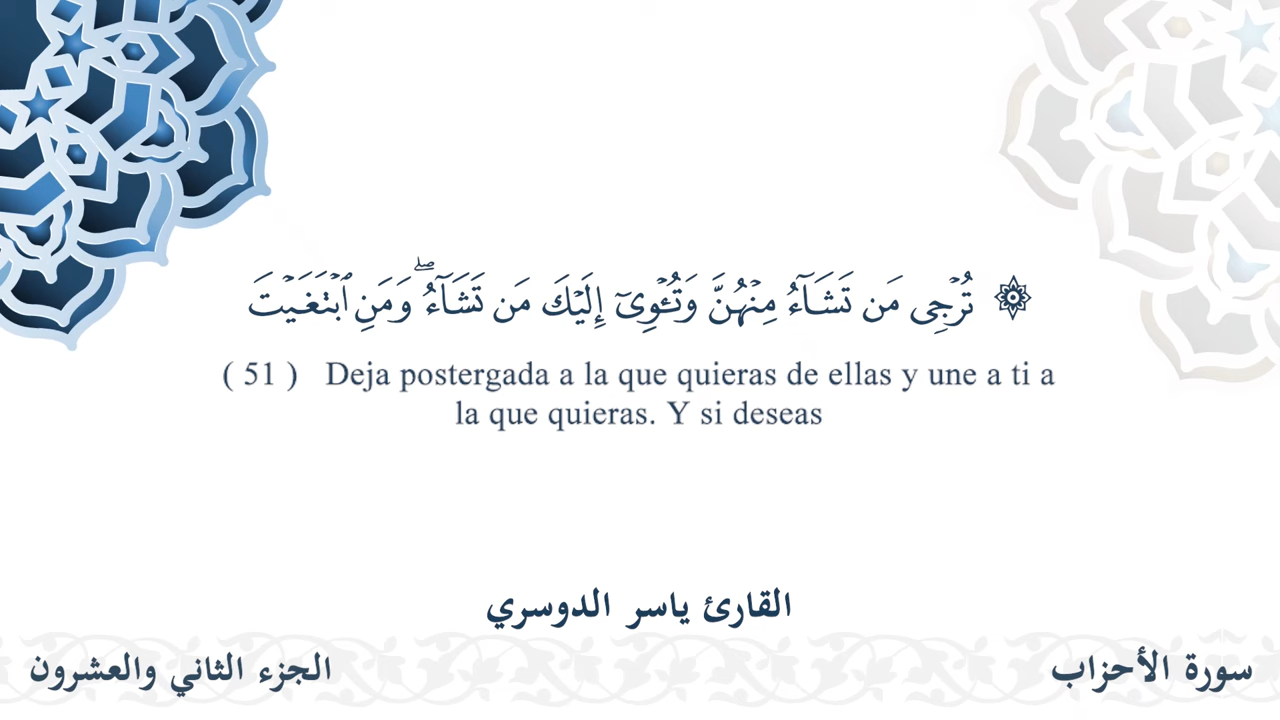 ۞ تُرۡجِي مَن تَشَآءُ مِنۡهُنَّ وَتُـٔۡوِيٓ إِلَيۡكَ مَن تَشَآءُۖ وَمَنِ ٱبۡتَغَيۡتَ
( 51 ) Deja postergada a la que quieras de ellas y une a ti a
la que quieras. Y si deseas
القارئ ياسر الدوسري
سورة الأحزاب
الجزء الثاني والعشرون